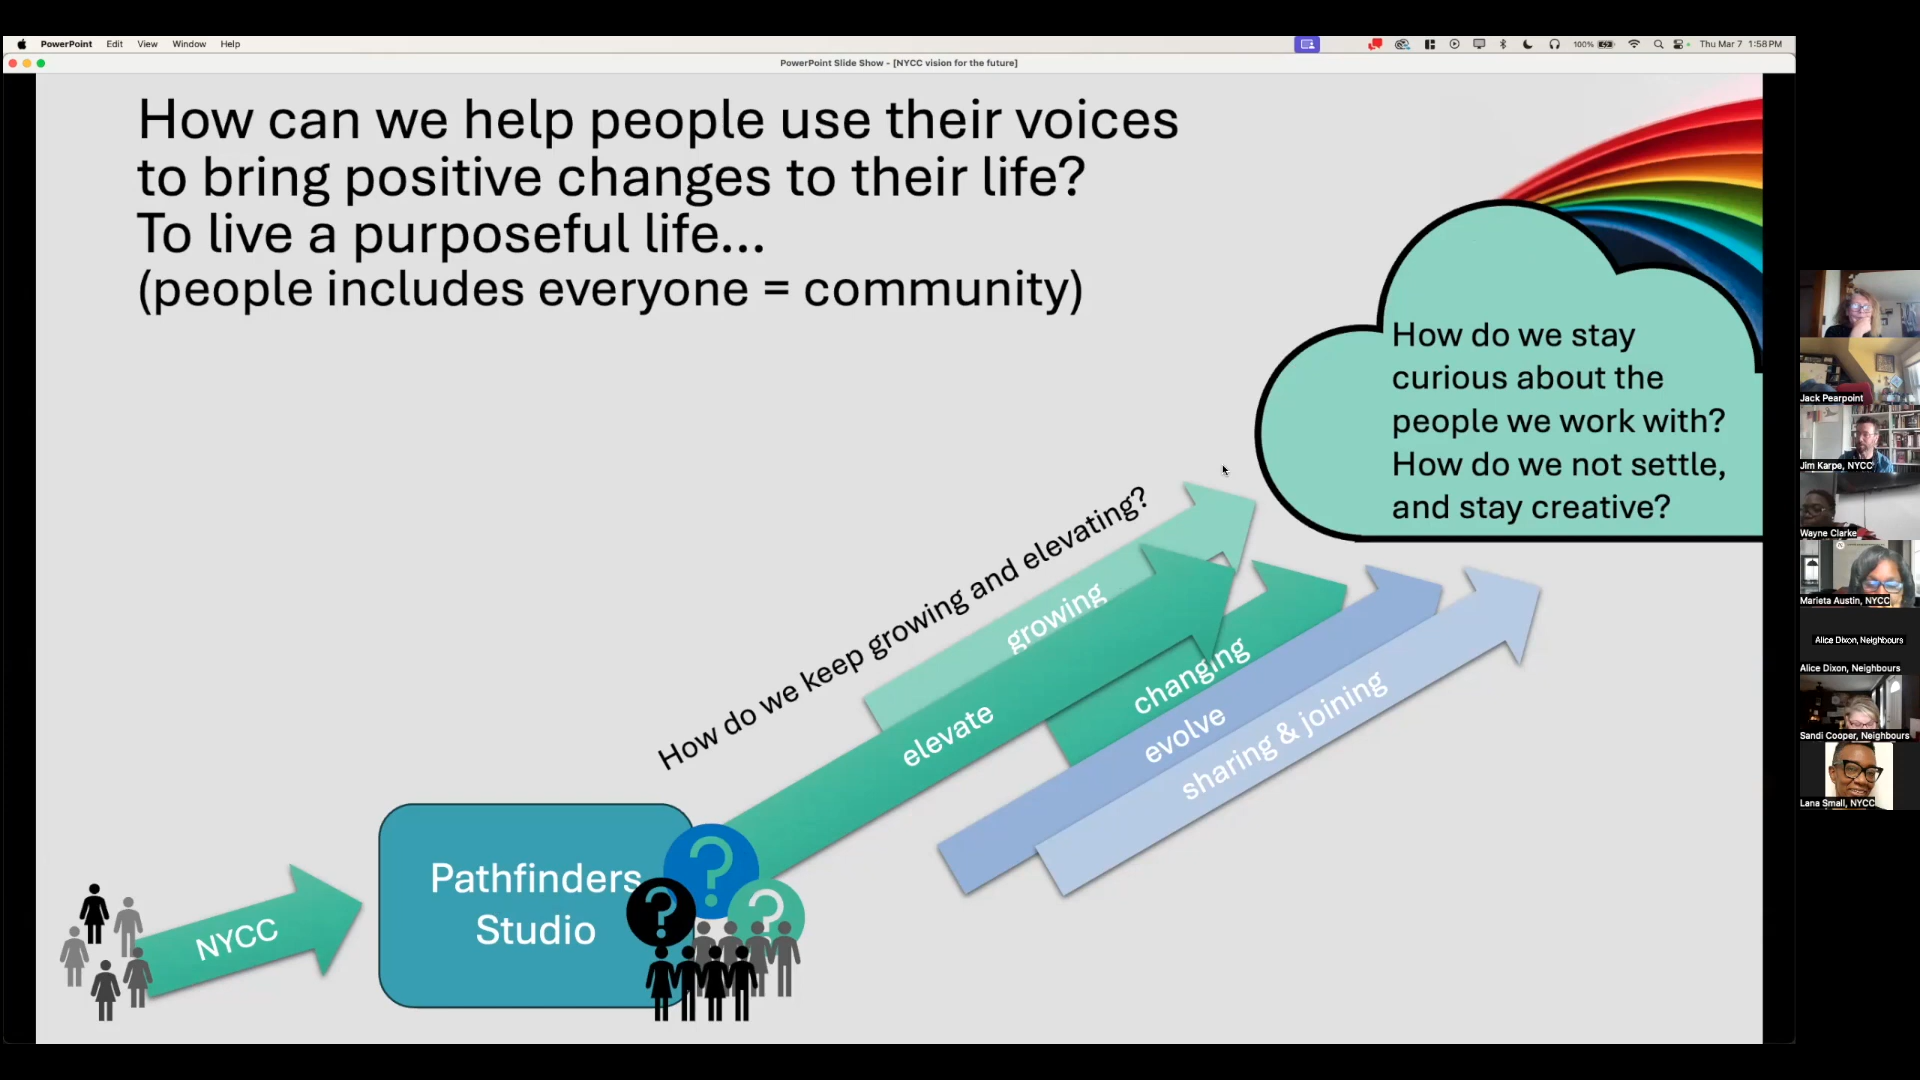 PowerPoint Edit View Window Help
100% Thu Mar 7 1:58 PM
PowerPoint Slide Show - [NYCC vision for the future]
How can we help people use their voices
to bring positive changes to their life?
To live a purposeful life...
(people includes everyone = community)
How do we stay
curious about the
people we work with?
How do we not settle,
and stay creative?
How do we keep growing and elevating?
growing
elevate
changing
evolve
sharing & joining
Pathfinders
Studio
?
?
?
NYCC
Jack Pearpoint
Jim Karpe, NYCC
Wayne Clarke
Marieta Austin, NYCC
Alice Dixon, Neighbours
Alice Dixon, Neighbours
Sandi Cooper, Neighbours
Lana Small, NYCC